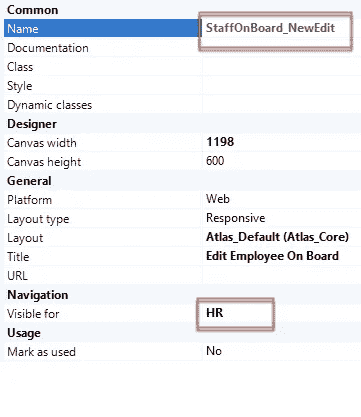 Common
Name StaffOnBoard_NewEdit
Documentation
Class
Style
Dynamic classes
Designer
Canvas width 1198
Canvas height 600
General
Platform Web
Layout type Responsive
Layout Atlas_Default (Atlas_Core)
Title Edit Employee On Board
URL
Navigation
Visible for HR
Usage
Mark as used No